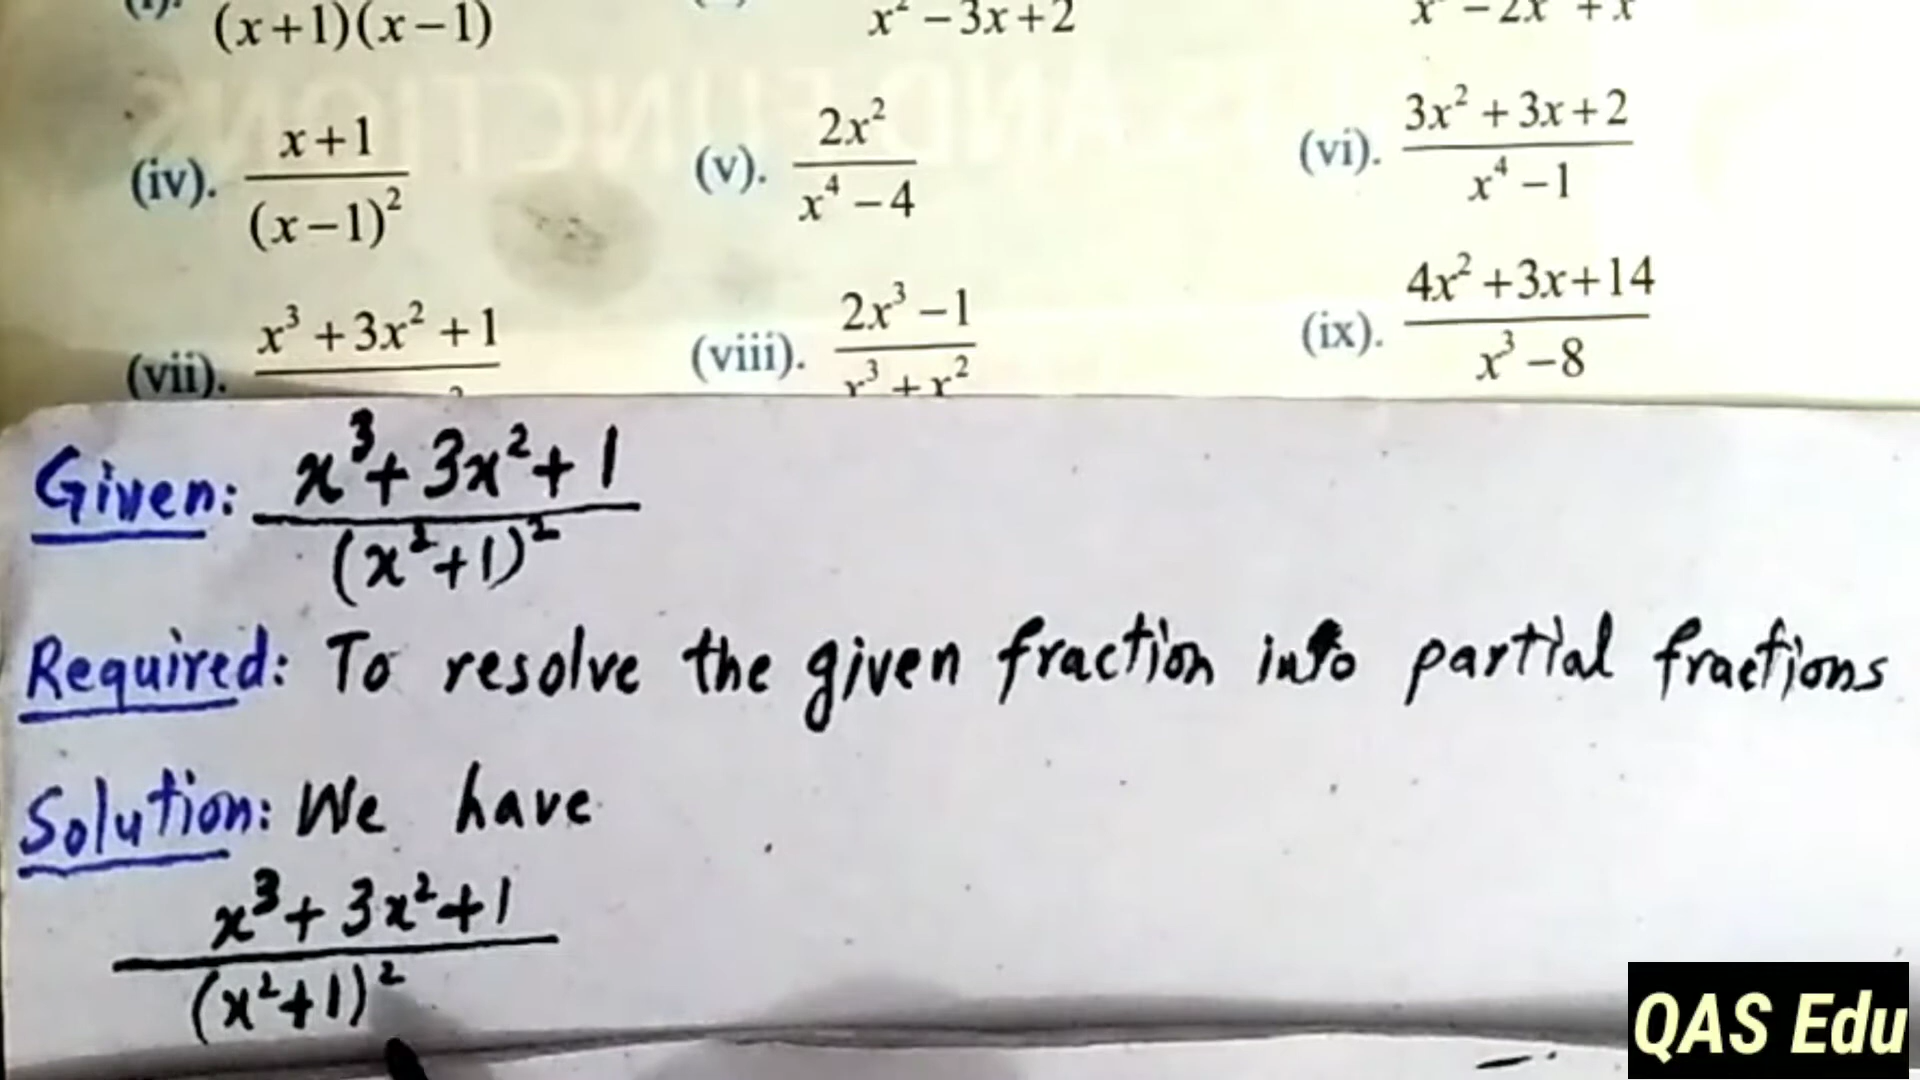 (x+1)(x−1) x² − 3x + 2
(iv). x+1 / (x−1)² (v). 2x² / x⁴ − 4 (vi). 3x² + 3x + 2 / x⁴ − 1
(vii). x³ + 3x² + 1 (viii). 2x³ − 1 / x³ + x² (ix). 4x² + 3x + 14 / x³ − 8
Given: x³ + 3x² + 1 / (x² + 1)²
Required: To resolve the given fraction into partial fractions
Solution: We have
x³ + 3x² + 1 / (x² + 1)²
QAS Edu